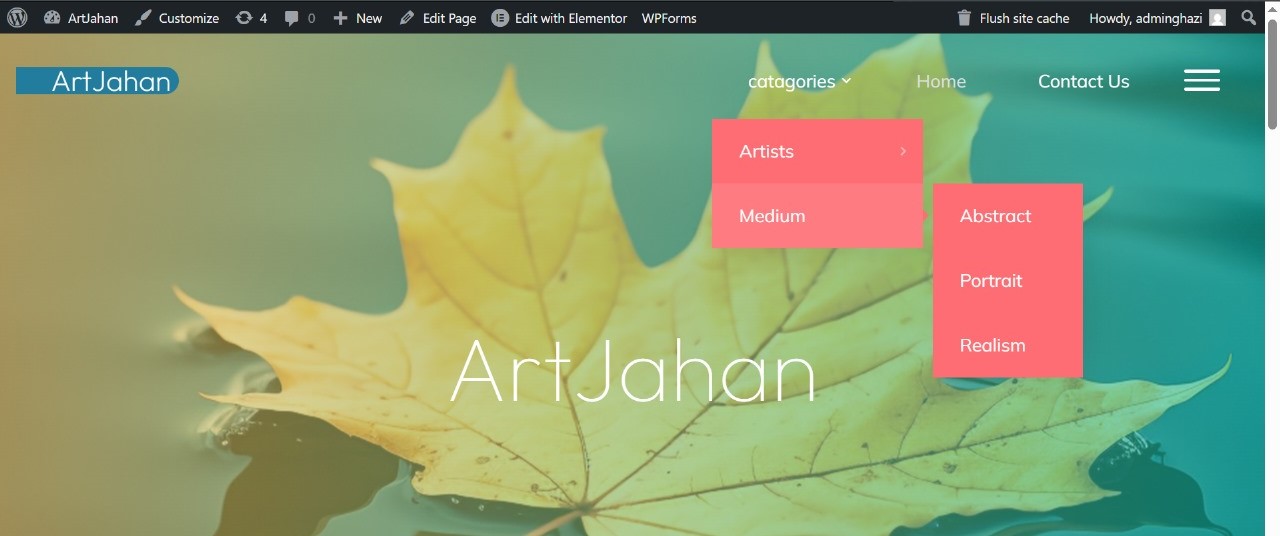 ArtJahan Customize 4 0 New Edit Page Edit with Elementor WPForms Flush site cache Howdy, adminghazi
ArtJahan catagories Home Contact Us
Artists
Medium Abstract
Portrait
Realism
ArtJahan